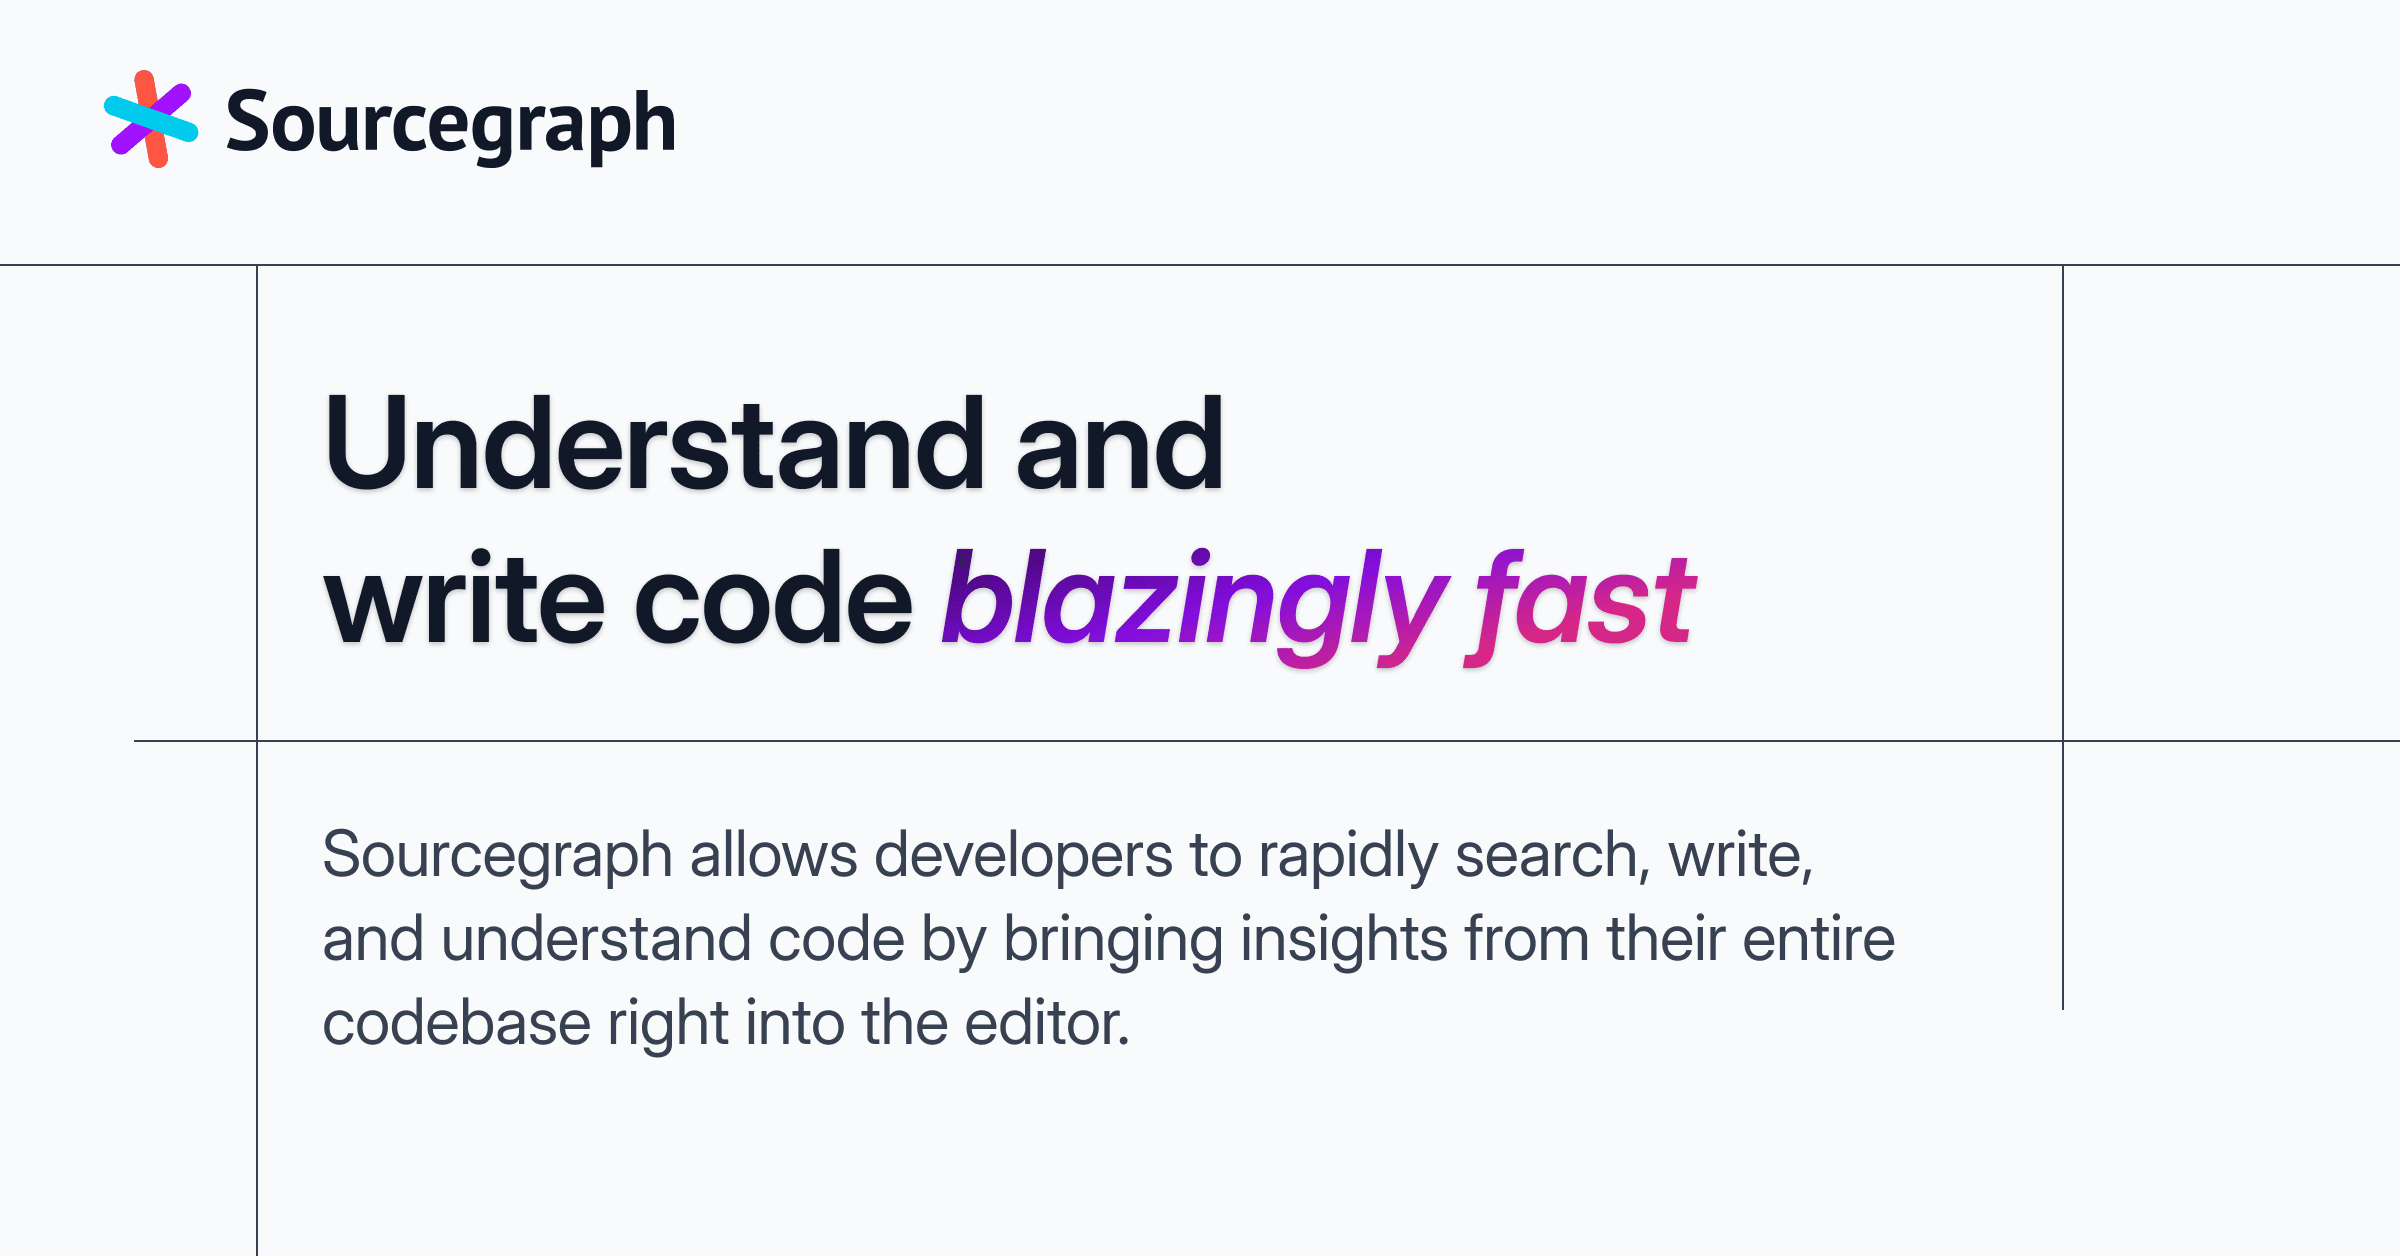 Sourcegraph
Understand and
write code blazingly fast
Sourcegraph allows developers to rapidly search, write,
and understand code by bringing insights from their entire
codebase right into the editor.